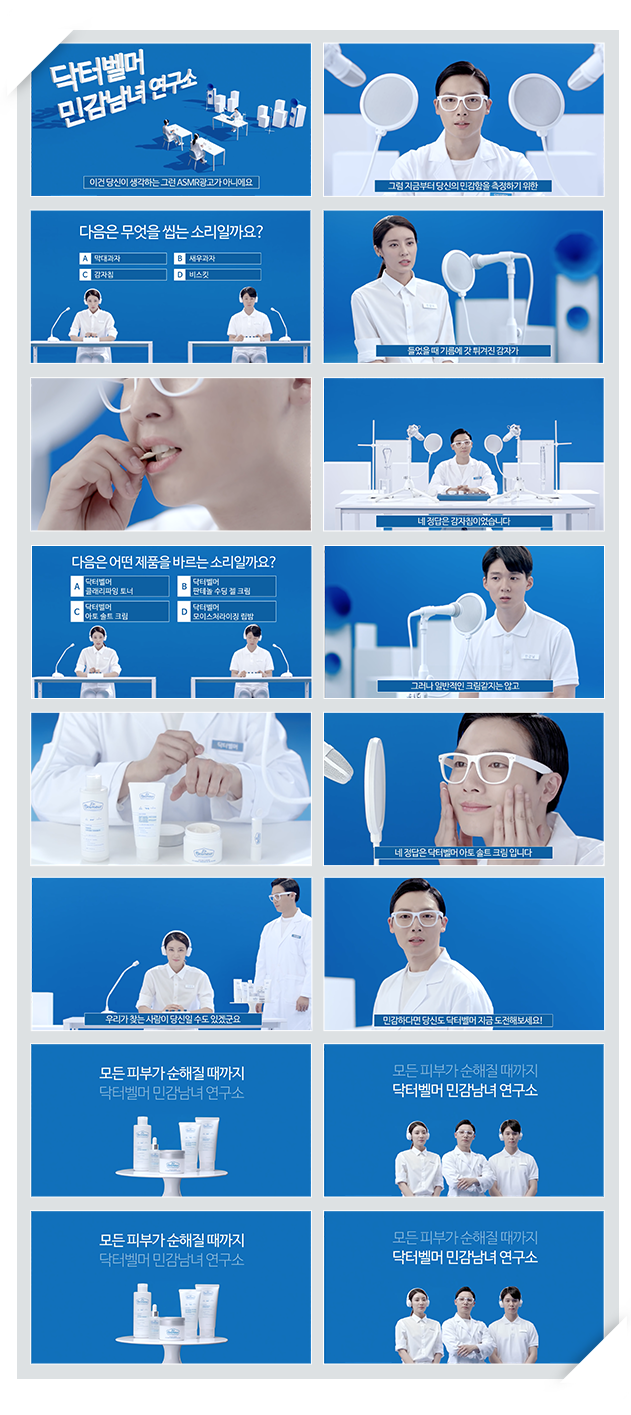 닥터벨머
민감남녀 연구소
이건 당신이 생각하는 그런 ASMR광고가 아니에요
그럼 지금부터 당신의 민감함을 측정하기 위한
다음은 무엇을 씹는 소리일까요?
A 막대과자
B 새우과자
C 감자칩
D 비스킷
들었을 때 기름에 갓 튀겨진 감자가
네 정답은 감자칩이었습니다
다음은 어떤 제품을 바르는 소리일까요?
A 닥터벨머
클래리파잉 토너
B 닥터벨머
판테놀 수딩 젤 크림
C 닥터벨머
아토 솔트 크림
D 닥터벨머
모이스처라이징 립밤
그러나 일반적인 크림같지는 않고
닥터벨머
네 정답은 닥터벨머 아토 솔트 크림 입니다
우리가 찾는 사람이 당신일 수도 있겠군요
민감하다면 당신도 닥터벨머 지금 도전해보세요!
모든 피부가 순해질 때까지
닥터벨머 민감남녀 연구소
모든 피부가 순해질 때까지
닥터벨머 민감남녀 연구소
모든 피부가 순해질 때까지
닥터벨머 민감남녀 연구소
모든 피부가 순해질 때까지
닥터벨머 민감남녀 연구소